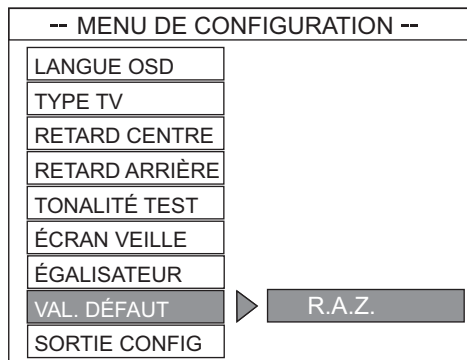 -- MENU DE CONFIGURATION --
LANGUE OSD
TYPE TV
RETARD CENTRE
RETARD ARRIÈRE
TONALITÉ TEST
ÉCRAN VEILLE
ÉGALISATEUR
VAL. DÉFAUT R.A.Z.
SORTIE CONFIG